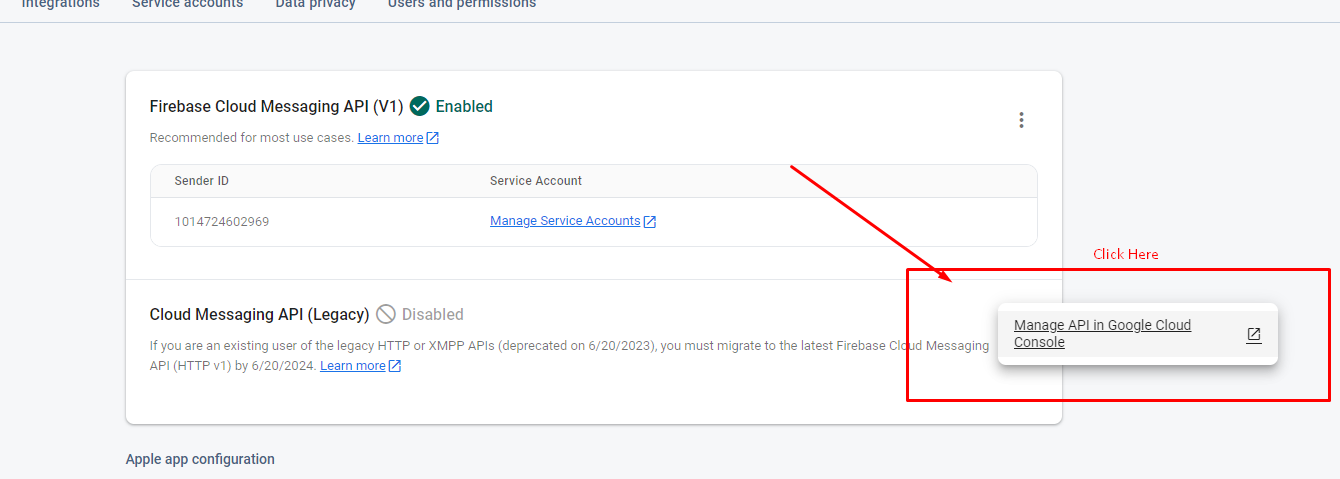 Integrations Service accounts Data privacy Users and permissions
Firebase Cloud Messaging API (V1) Enabled
Recommended for most use cases. Learn more
Sender ID Service Account
1014724602969 Manage Service Accounts
Click Here
Cloud Messaging API (Legacy) Disabled
Manage API in Google Cloud
Console
If you are an existing user of the legacy HTTP or XMPP APIs (deprecated on 6/20/2023), you must migrate to the latest Firebase Cloud Messaging
API (HTTP v1) by 6/20/2024. Learn more
Apple app configuration